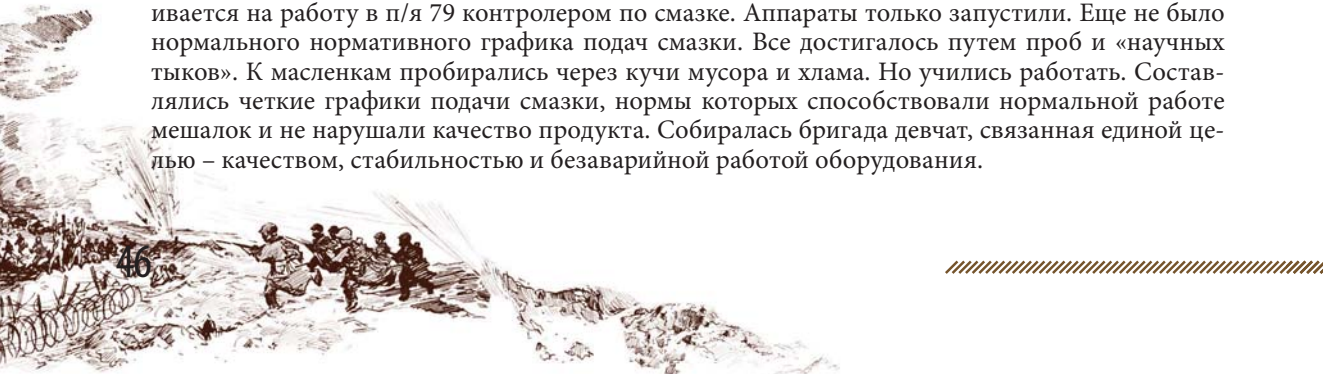 ивается на работу в п/я 79 контролером по смазке. Аппараты только запустили. Еще не было
нормального нормативного графика подач смазки. Все достигалось путем проб и «научных
тыков». К масленкам пробирались через кучи мусора и хлама. Но учились работать. Состав-
лялись четкие графики подачи смазки, нормы которых способствовали нормальной работе
мешалок и не нарушали качество продукта. Собиралась бригада девчат, связанная единой це-
лью – качеством, стабильностью и безаварийной работой оборудования.
46